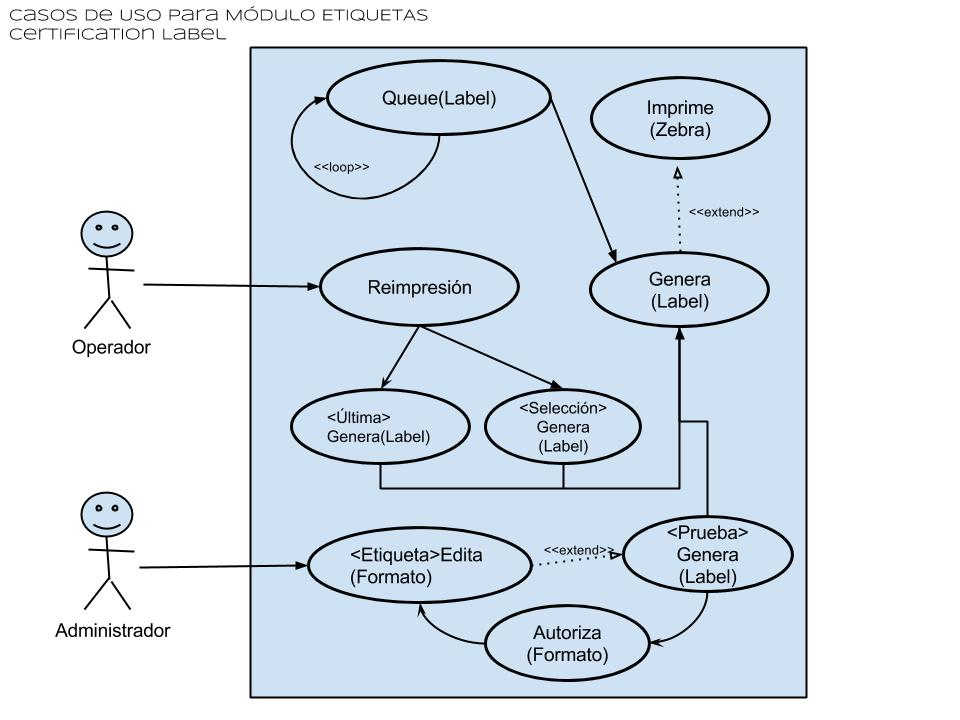 Casos de uso para MÓDULO ETIQUETAS
Certification Label
Queue(Label)
Imprime
(Zebra)
<<loop>>
<<extend>>
Reimpresión
Genera
(Label)
Operador
<Última>
Genera(Label)
<Selección>
Genera
(Label)
<Etiqueta>Edita
(Formato)
<<extend>>
<Prueba>
Genera
(Label)
Autoriza
(Formato)
Administrador